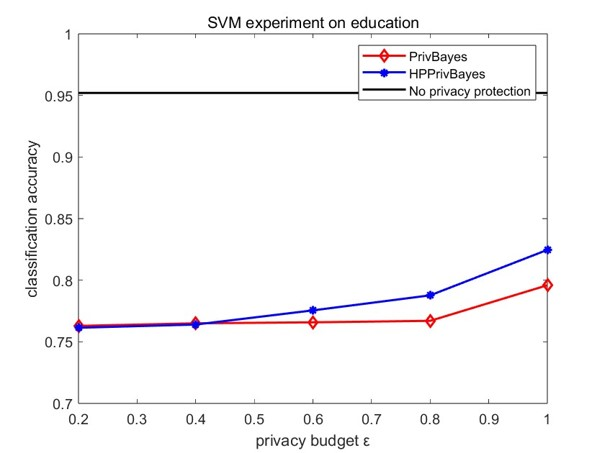 SVM experiment on education
PrivBayes
HPPrivBayes
No privacy protection
classification accuracy
1
0.95
0.9
0.85
0.8
0.75
0.7
0.2
0.3
0.4
0.5
0.6
0.7
0.8
0.9
1
privacy budget ε